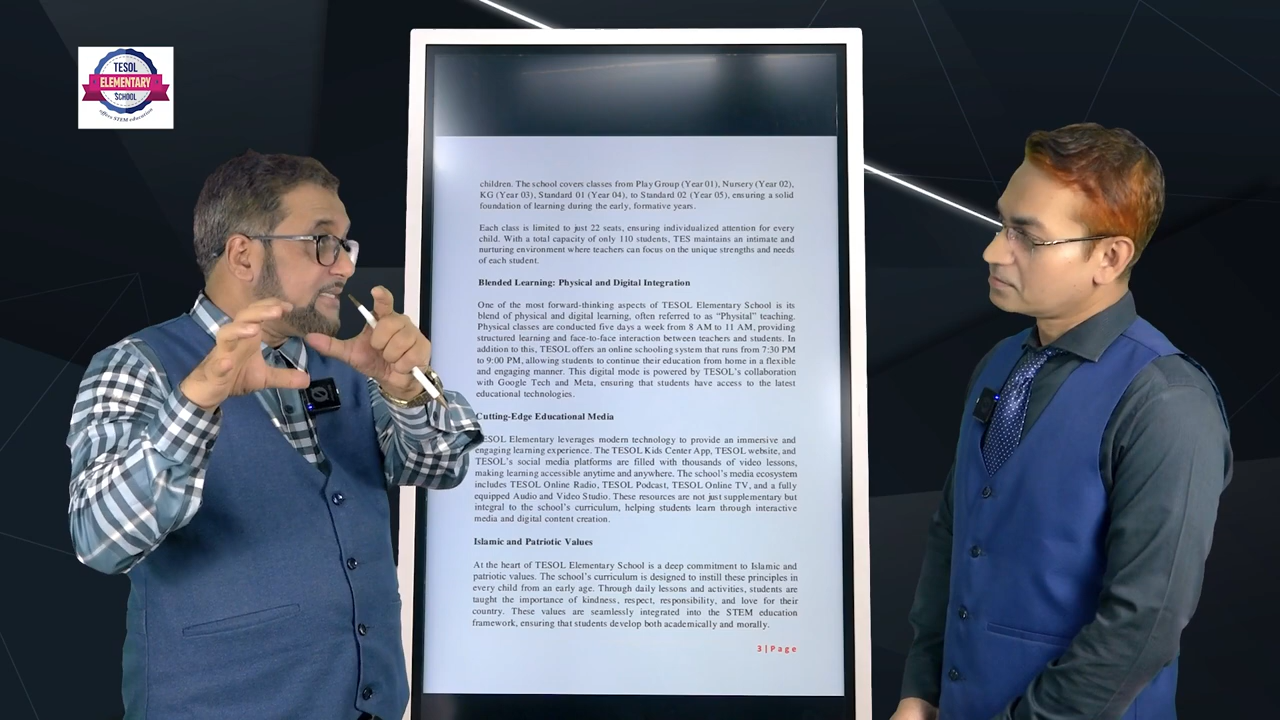 TESOL
ELEMENTARY
SCHOOL
offers STEM education
children. The school covers classes from Play Group (Year 01), Nursery (Year 02),
KG (Year 03), Standard 01 (Year 04), to Standard 02 (Year 05), ensuring a solid
foundation of learning during the early, formative years.
Each class is limited to just 22 seats, ensuring individualized attention for every
child. With a total capacity of only 110 students, TES maintains an intimate and
nurturing environment where teachers can focus on the unique strengths and needs
of each student.
Blended Learning: Physical and Digital Integration
One of the most forward-thinking aspects of TESOL Elementary School is its
blend of physical and digital learning, often referred to as “Physital” teaching.
Physical classes are conducted five days a week from 8 AM to 11 AM, providing
structured learning and face-to-face interaction between teachers and students. In
addition to this, TESOL offers an online schooling system that runs from 7:30 PM
to 9:00 PM, allowing students to continue their education from home in a flexible
and engaging manner. This digital mode is powered by TESOL’s collaboration
with Google Tech and Meta, ensuring that students have access to the latest
educational technologies.
Cutting-Edge Educational Media
TESOL Elementary leverages modern technology to provide an immersive and
engaging learning experience. The TESOL Kids Center App, TESOL website, and
TESOL’s social media platforms are filled with thousands of video lessons,
making learning accessible anytime and anywhere. The school’s media ecosystem
includes TESOL Online Radio, TESOL Podcast, TESOL Online TV, and a fully
equipped Audio and Video Studio. These resources are not just supplementary but
integral to the school’s curriculum, helping students learn through interactive
media and digital content creation.
Islamic and Patriotic Values
At the heart of TESOL Elementary School is a deep commitment to Islamic and
patriotic values. The school’s curriculum is designed to instill these principles in
every child from an early age. Through daily lessons and activities, students are
taught the importance of kindness, respect, responsibility, and love for their
country. These values are seamlessly integrated into the STEM education
framework, ensuring that students develop both academically and morally.
3 | Page